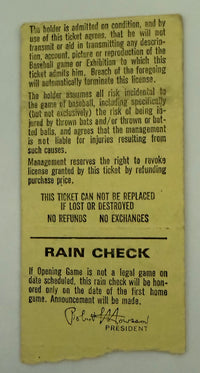 The holder is admitted on condition, and by
use of this ticket agrees, that he will not
transmit or aid in transmitting any descrip-
tion, account, picture or reproduction of the
Baseball game or Exhibition to which this
ticket admits him. Breach of the foregoing
will automatically terminate this license.
The holder assumes all risk incidental to
the game of baseball, including specifically
(but not exclusively) the risk of being in-
jured by thrown bats and/or thrown or bat-
ted balls, and agrees that the management
is not liable for injuries resulting from
such causes.
Management reserves the right to revoke
license granted by this ticket by refunding
purchase price.
THIS TICKET CAN NOT BE REPLACED
IF LOST OR DESTROYED
NO REFUNDS NO EXCHANGES
RAIN CHECK
If Opening Game is not a legal game on
date scheduled, this rain check will be hon-
ored only on the date of the first home
game. Announcement will be made.
Robert L. Howsam
PRESIDENT